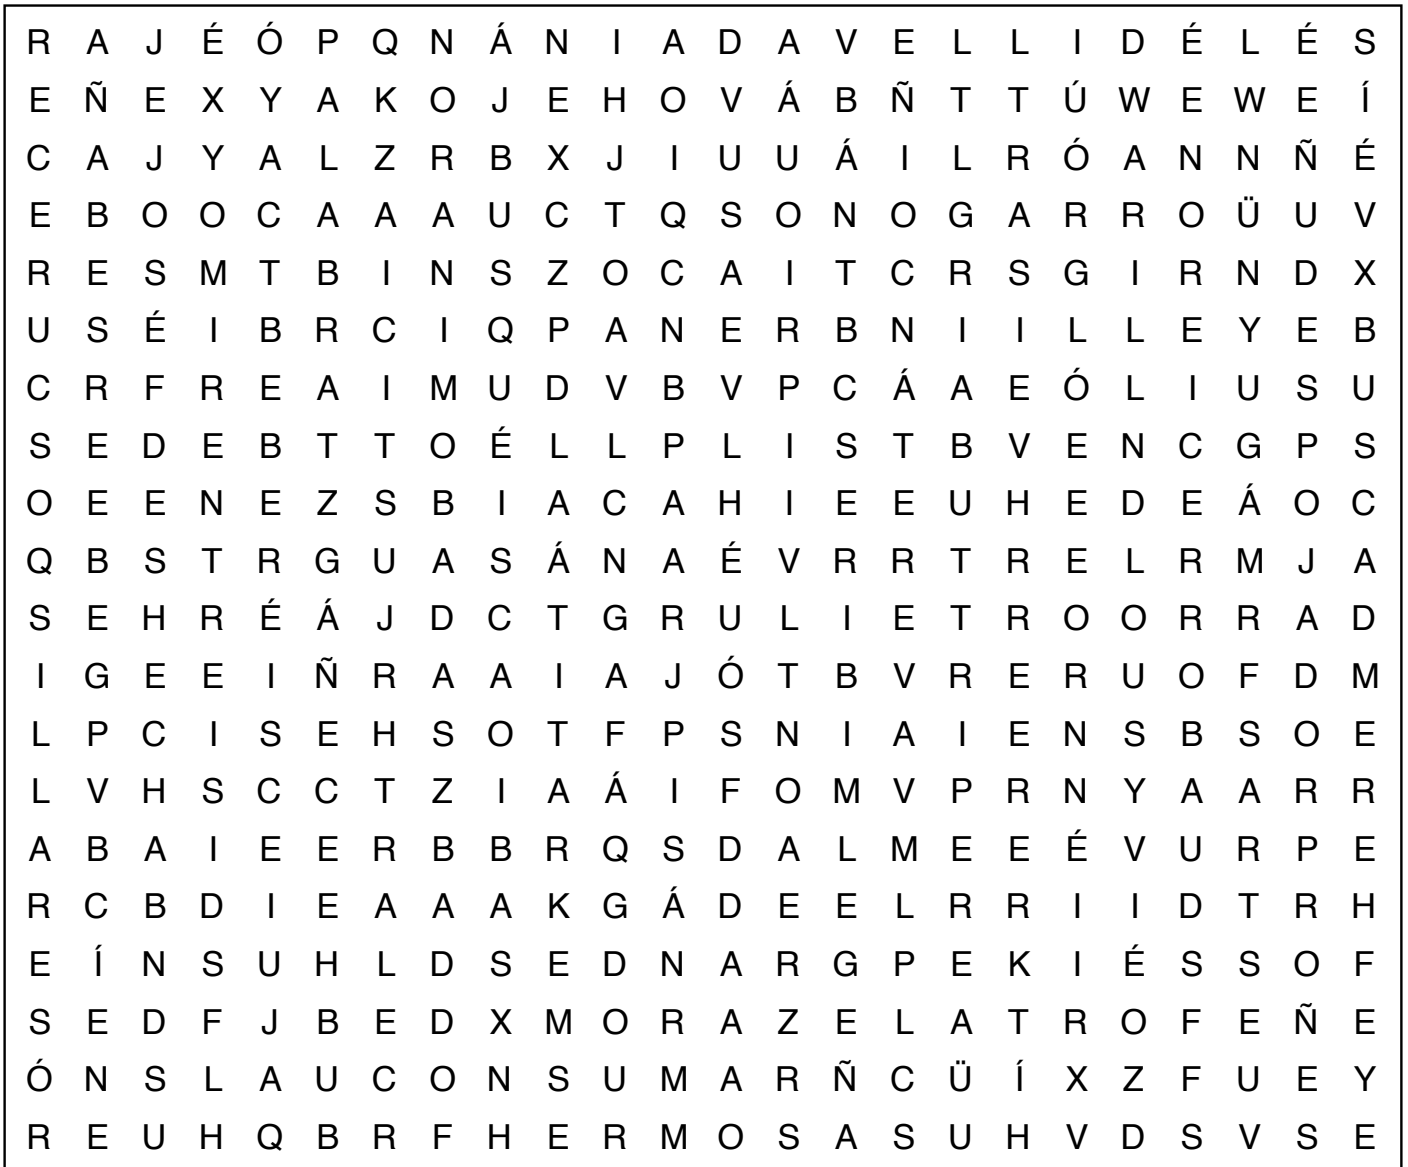 R A J É Ó P Q N Á N I A D A V E L L I D É L É S
E Ñ E X Y A K O J E H O V Á B Ñ T T Ú W E W E Í
C A J Y A L Z R B X J I U U Á I L R Ó A N N Ñ É
E B O O C A A A U C T Q S O N O G A R R O Ü U V
R E S M T B I N S Z O C A I T C R S G I R N D X
U S É I B R C I Q P A N E R B N I I L L E Y E B
C R F R E A I M U D V B V P C Á A E Ó L I U S U
S E D E B T T O É L L P L I S T B V E N C G P S
O E E N E Z S B I A C A H I E E U H E D E Á O C
Q B S T R G U A S Á N A É V R R T R E L R M J A
S E H R É Á J D C T G R U L I E T R O O R R A D
I G E E I Ñ R A A I A J Ó T B V R E R U O F D M
L P C I S E H S O T F P S N I A I E N S B S O E
L V H S C C T Z I A Á I F O M V P R N Y A A R R
A B A I E E R B B R Q S D A L M E E É V U R P E
R C B D I E A A A K G Á D E E L R R I I D T R H
E Í N S U H L D S E D N A R G P E K I É S S O F
S E D F J B E D X M O R A Z E L A T R O F E Ñ E
Ó N S L A U C O N S U M A R Ñ C Ü Í X Z F U E Y
R E U H Q B R F H E R M O S A S U H V D S V S E